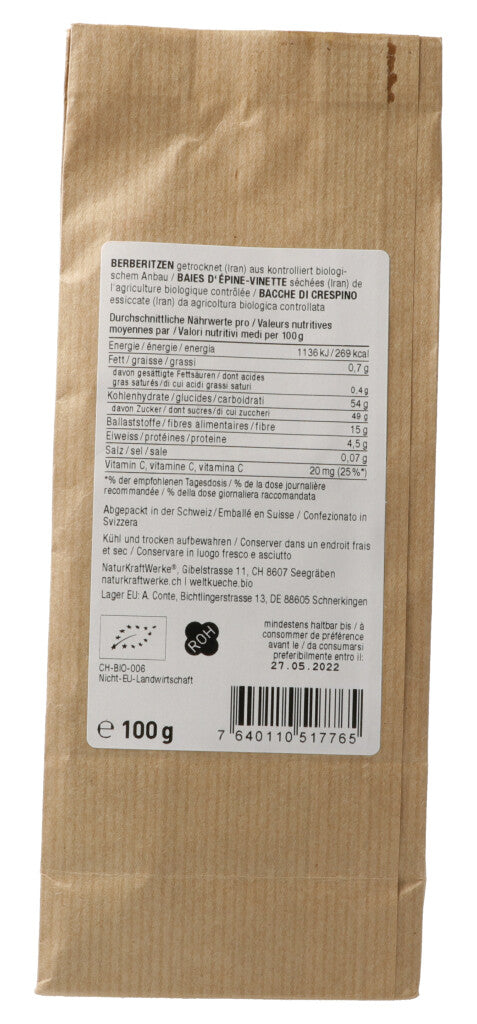 BERBERITZEN getrocknet (Iran) aus kontrolliert biologi-
schem Anbau / BAIES D'ÉPINE-VINETTE séchées (Iran) de
l'agriculture biologique contrôlée / BACCHE DI CRESPINO
essiccate (Iran) da agricoltura biologica controllata
Durchschnittliche Nährwerte pro / Valeurs nutritives
moyennes par / Valori nutritivi medi per 100 g
Energie / énergie / energia 1136 kJ / 269 kcal
Fett / graisse / grassi 0,7 g
davon gesättigte Fettsäuren / dont acides
gras saturés / di cui acidi grassi saturi 0,4 g
Kohlenhydrate / glucides / carboidrati 54 g
davon Zucker / dont sucres / di cui zuccheri 49 g
Ballaststoffe / fibres alimentaires / fibre 15 g
Eiweiss / protéines / proteine 4,5 g
Salz / sel / sale 0,07 g
Vitamin C, vitamine C, vitamina C 20 mg (25%*)
*% der empfohlenen Tagesdosis / % de la dose journalière
recommandée / % della dose giornaliera raccomandata
Abgepackt in der Schweiz / Emballé en Suisse / Confezionato in
Svizzera
Kühl und trocken aufbewahren / Conserver dans un endroit frais
et sec / Conservare in luogo fresco e asciutto
NaturKraftWerke®, Gibelstrasse 11, CH 8607 Seegräben
naturkraftwerke.ch | weltkueche.bio
Lager EU: A. Conte, Bichtlingerstrasse 13, DE 88605 Schnerkingen
ROH
CH-BIO-006
Nicht-EU-Landwirtschaft
mindestens haltbar bis / à
consommer de préférence
avant le / da consumarsi
preferibilmente entro il:
27.05.2022
℮ 100 g
7 640110 517765